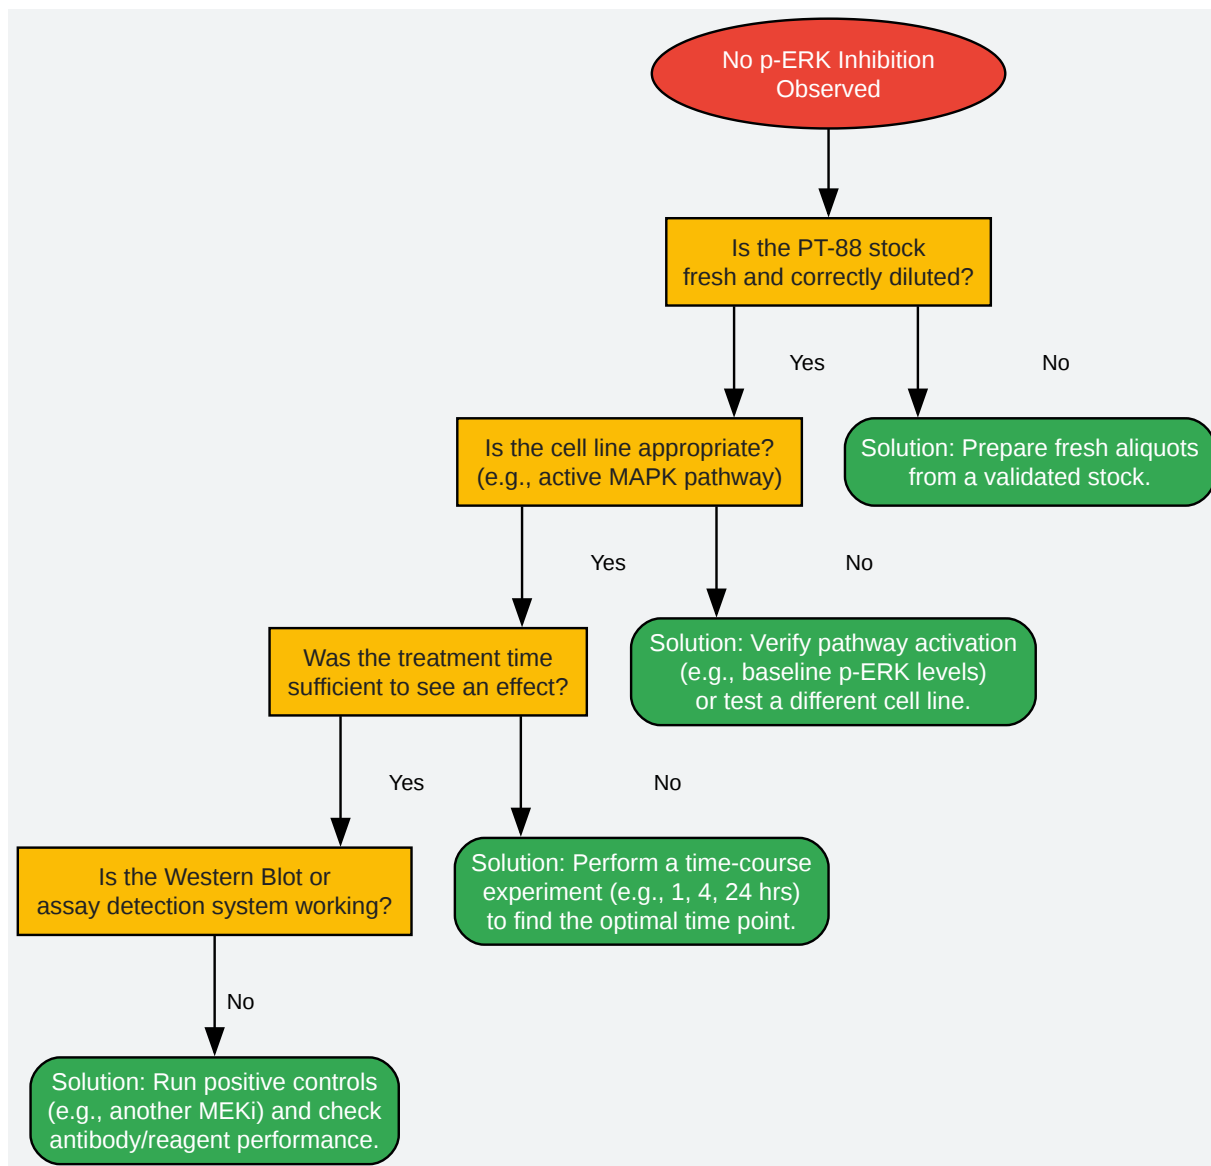 No p-ERK Inhibition
Observed
Is the PT-88 stock
fresh and correctly diluted?
Yes
No
Is the cell line appropriate?
(e.g., active MAPK pathway)
Solution: Prepare fresh aliquots
from a validated stock.
Yes
No
Was the treatment time
sufficient to see an effect?
Solution: Verify pathway activation
(e.g., baseline p-ERK levels)
or test a different cell line.
Yes
No
Is the Western Blot or
assay detection system working?
Solution: Perform a time-course
experiment (e.g., 1, 4, 24 hrs)
to find the optimal time point.
No
Solution: Run positive controls
(e.g., another MEKi) and check
antibody/reagent performance.